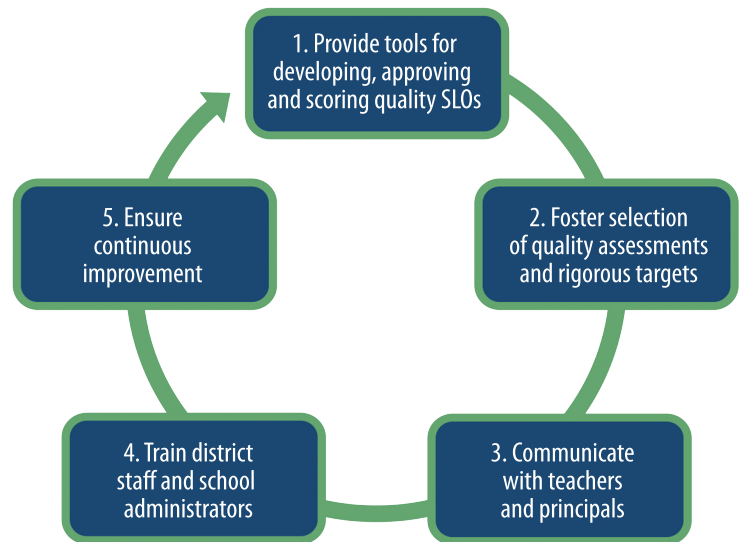 1. Provide tools for
developing, approving
and scoring quality SLOs
2. Foster selection
of quality assessments
and rigorous targets
3. Communicate
with teachers
and principals
4. Train district
staff and school
administrators
5. Ensure
continuous
improvement